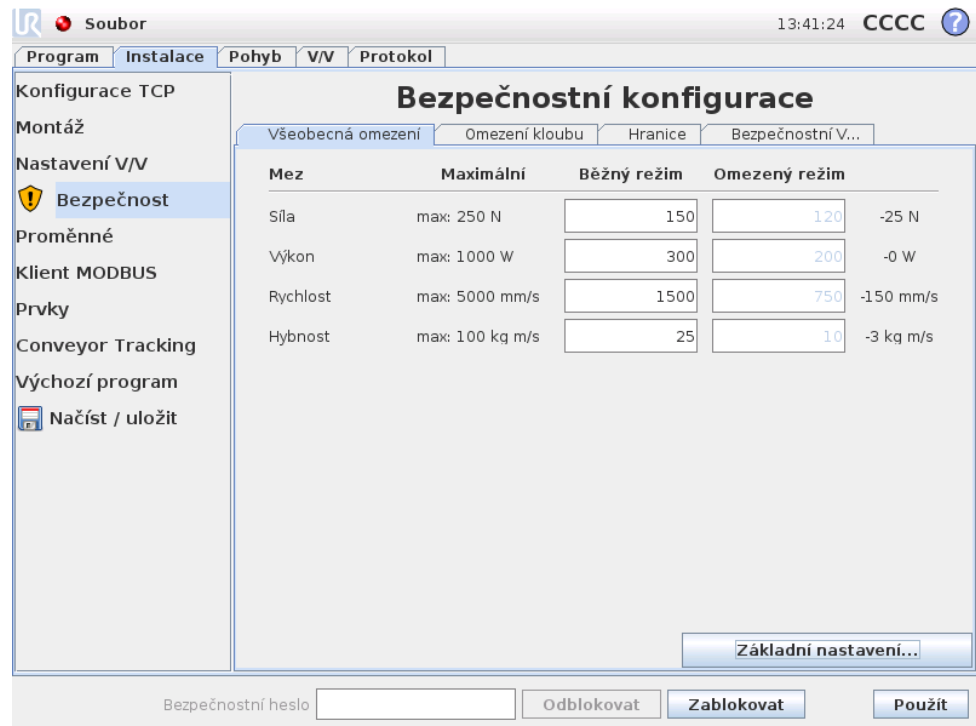 UR Soubor 13:41:24 CCCC ?
Program Instalace Pohyb V/V Protokol
Konfigurace TCP
Montáž
Nastavení V/V
Bezpečnost
Proměnné
Klient MODBUS
Prvky
Conveyor Tracking
Výchozí program
Načíst / uložit
Bezpečnostní konfigurace
Všeobecná omezení Omezení kloubu Hranice Bezpečnostní V...
Mez Maximální Běžný režim Omezený režim
Síla max: 250 N 150 120 -25 N
Výkon max: 1000 W 300 200 -0 W
Rychlost max: 5000 mm/s 1500 750 -150 mm/s
Hybnost max: 100 kg m/s 25 10 -3 kg m/s
Základní nastavení...
Bezpečnostní heslo Odblokovat Zablokovat Použít